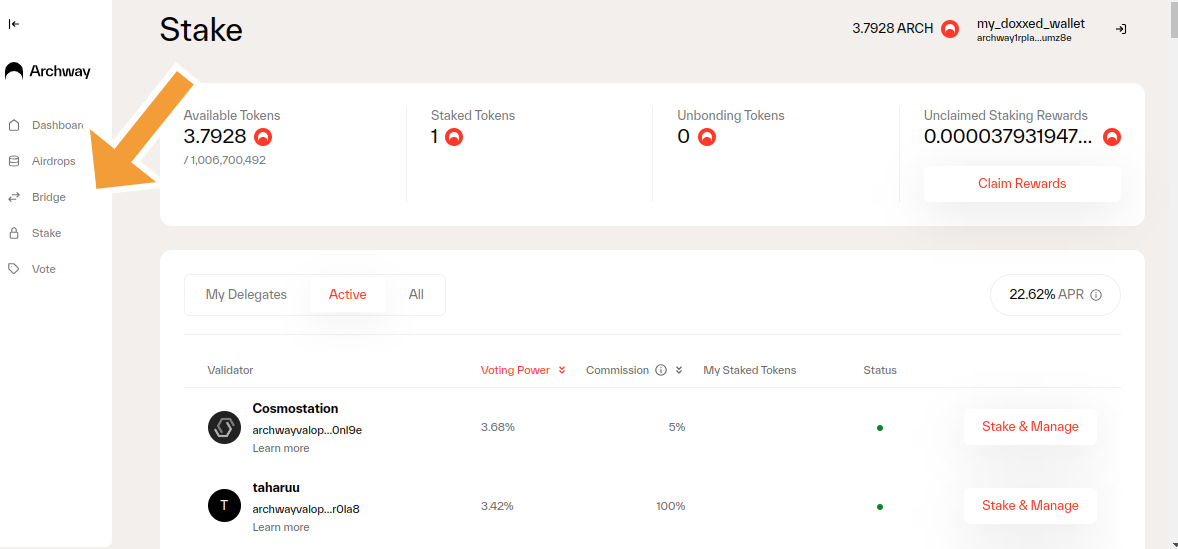 Stake
3.7928 ARCH
my_doxxed_wallet
archway1rpla...umz8e
Archway
Dashboar
Airdrops
Bridge
Stake
Vote
Available Tokens
3.7928
/ 1,006,700,492
Staked Tokens
1
Unbonding Tokens
0
Unclaimed Staking Rewards
0.000037931947...
Claim Rewards
My Delegates
Active
All
22.62% APR
Validator
Voting Power
Commission
My Staked Tokens
Status
Cosmostation
archwayvalop...0nl9e
Learn more
3.68%
5%
Stake & Manage
T
taharuu
archwayvalop...r0la8
Learn more
3.42%
100%
Stake & Manage